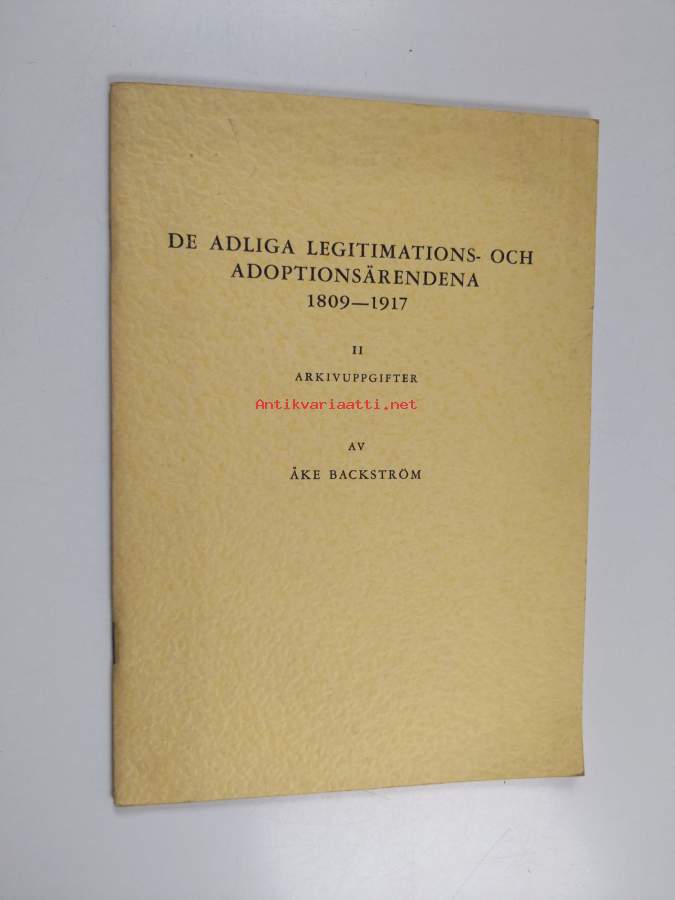 DE ADLIGA LEGITIMATIONS- OCH
ADOPTIONSÄRENDENA
1809—1917
II
ARKIVUPPGIFTER
Antikvariaatti.net
AV
ÅKE BACKSTRÖM